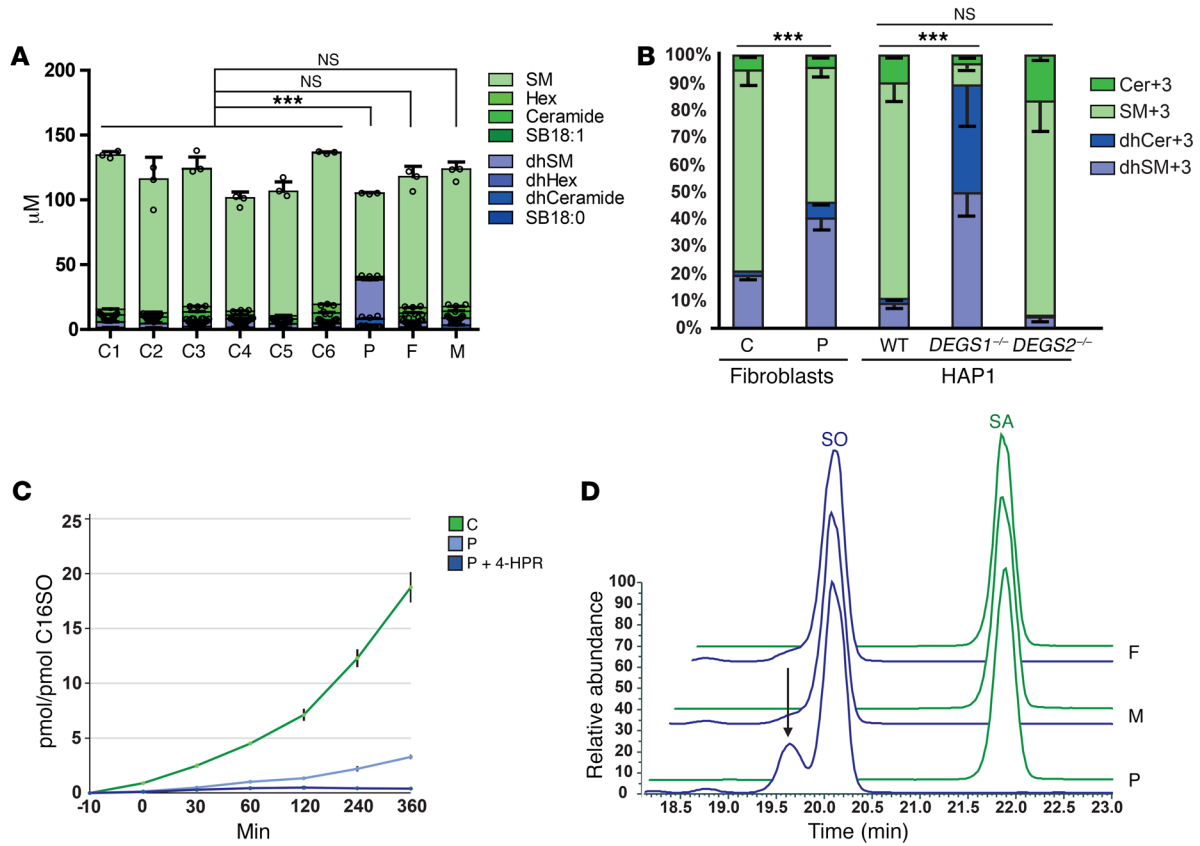 A
NS
NS
***
200
150
100
50
0
μM
C1 C2 C3 C4 C5 C6 P F M
SM
Hex
Ceramide
SB18:1
dhSM
dhHex
dhCeramide
SB18:0
B
NS
*** ***
100%
90%
80%
70%
60%
50%
40%
30%
20%
10%
0%
C P WT DEGS1−/− DEGS2−/−
Fibroblasts HAP1
Cer+3
SM+3
dhCer+3
dhSM+3
C
25
20
15
10
5
0
pmol/pmol C16SO
-10 0 30 60 120 240 360
Min
C
P
P + 4-HPR
D
SO
SA
100
90
80
70
60
50
40
30
20
10
0
Relative abundance
F
M
P
18.5 19.0 19.5 20.0 20.5 21.0 21.5 22.0 22.5 23.0
Time (min)